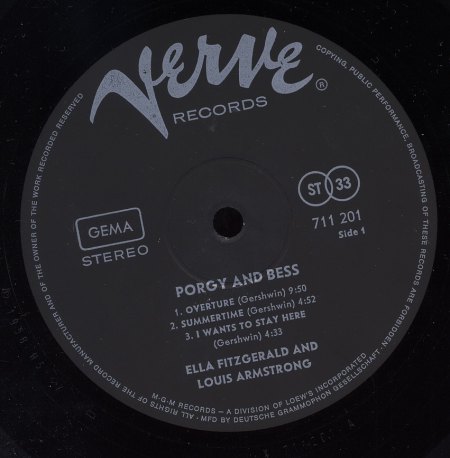 Verve
®
RECORDS
GEMA
STEREO
ST 33
711 201
Side 1
PORGY AND BESS
1. OVERTURE (Gershwin) 9:50
2. SUMMERTIME (Gershwin) 4:52
3. I WANTS TO STAY HERE
(Gershwin) 4:33
ELLA FITZGERALD AND
LOUIS ARMSTRONG
M-G-M RECORDS – A DIVISION OF LOEW'S INCORPORATED
· MFD BY DEUTSCHE GRAMMOPHON GESELLSCHAFT ·
ALL RIGHTS OF THE RECORD MANUFACTURER AND OF THE OWNER OF THE WORK RECORDED RESERVED
COPYING, PUBLIC PERFORMANCE, BROADCASTING OF THESE RECORDS ARE FORBIDDEN